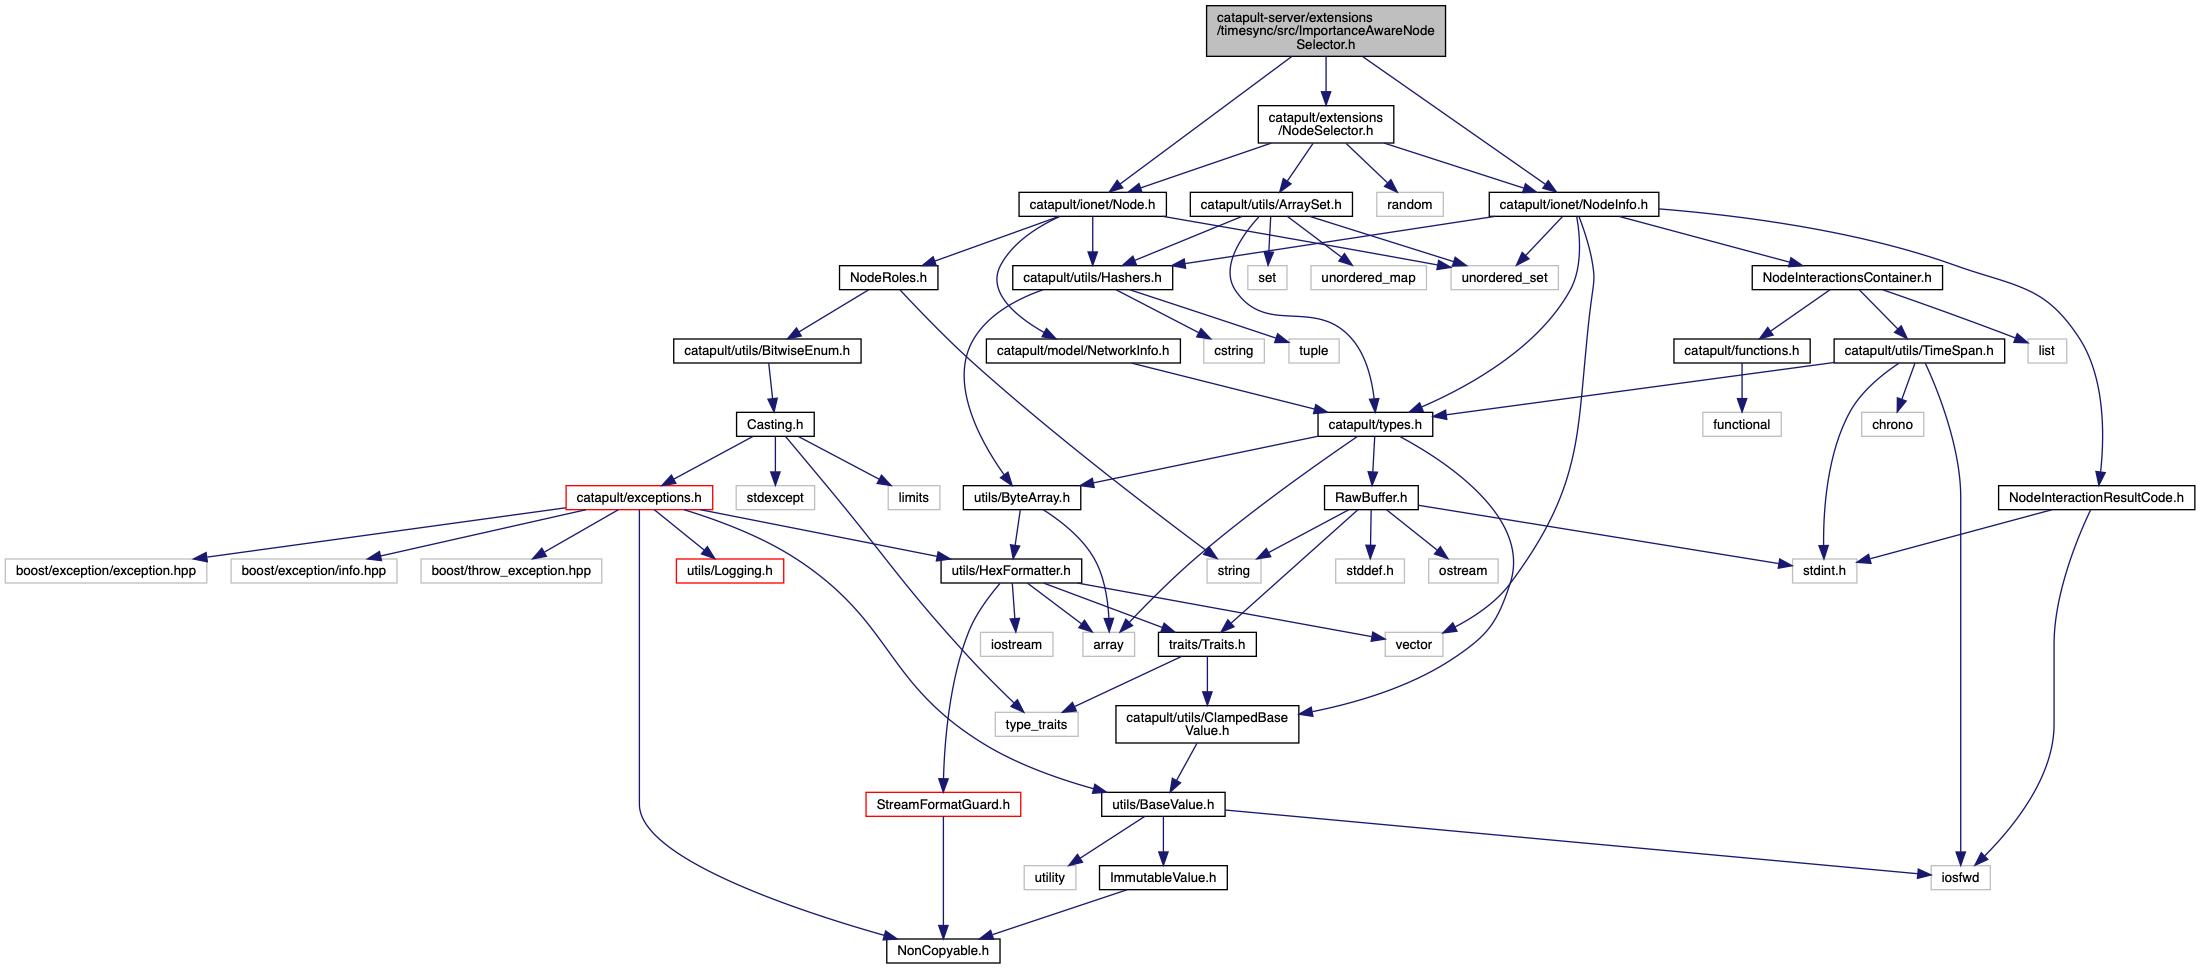 catapult-server/extensions
/timesync/src/ImportanceAwareNode
Selector.h
catapult/extensions
/NodeSelector.h
catapult/ionet/Node.h
catapult/utils/ArraySet.h
random
catapult/ionet/NodeInfo.h
NodeRoles.h
catapult/utils/Hashers.h
set
unordered_map
unordered_set
NodeInteractionsContainer.h
catapult/utils/BitwiseEnum.h
catapult/model/NetworkInfo.h
cstring
tuple
catapult/functions.h
catapult/utils/TimeSpan.h
list
Casting.h
catapult/types.h
functional
chrono
catapult/exceptions.h
stdexcept
limits
utils/ByteArray.h
RawBuffer.h
NodeInteractionResultCode.h
boost/exception/exception.hpp
boost/exception/info.hpp
boost/throw_exception.hpp
utils/Logging.h
utils/HexFormatter.h
string
stddef.h
ostream
stdint.h
iostream
array
traits/Traits.h
vector
type_traits
catapult/utils/ClampedBase
Value.h
StreamFormatGuard.h
utils/BaseValue.h
utility
ImmutableValue.h
iosfwd
NonCopyable.h